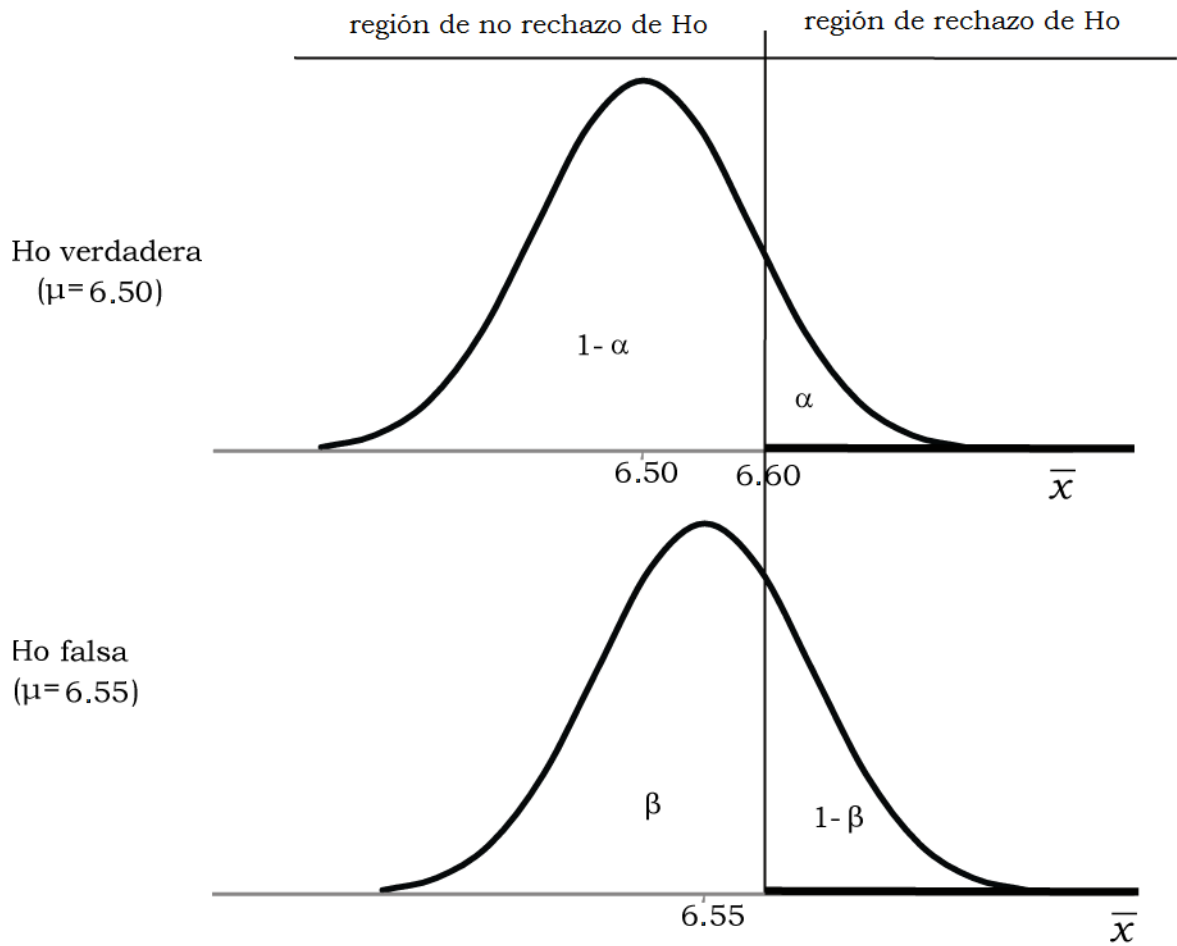 región de no rechazo de Ho
región de rechazo de Ho
Ho verdadera
(μ=6.50)
1- α
α
6.50
6.60
x̅
Ho falsa
(μ=6.55)
β
1- β
6.55
x̅